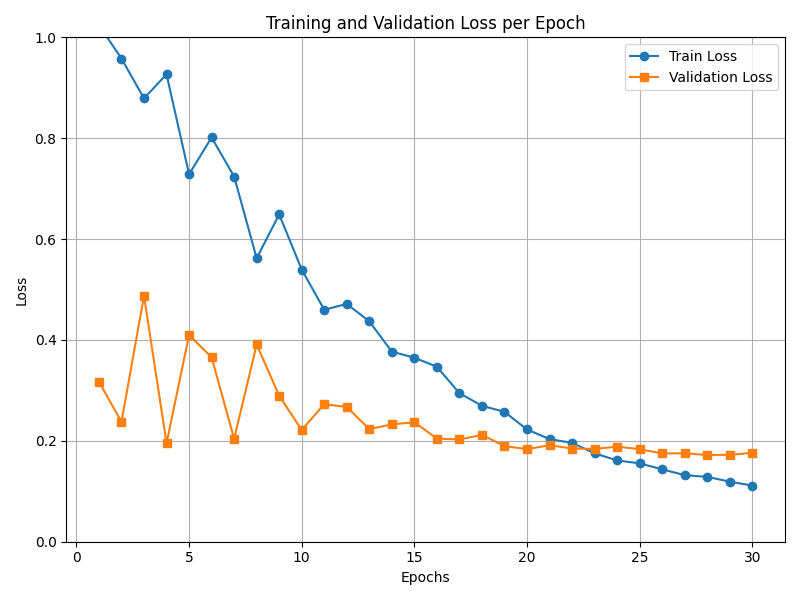 Training and Validation Loss per Epoch
Train Loss
Validation Loss
Loss
1.0
0.8
0.6
0.4
0.2
0.0
0 5 10 15 20 25 30
Epochs